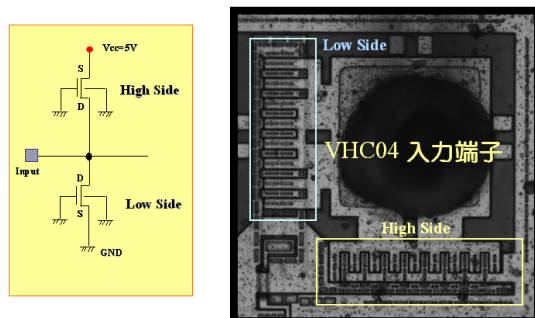 Vcc=5V
S
High Side
D
Input
D
Low Side
S
GND
Low Side
VHC04 入力端子
High Side